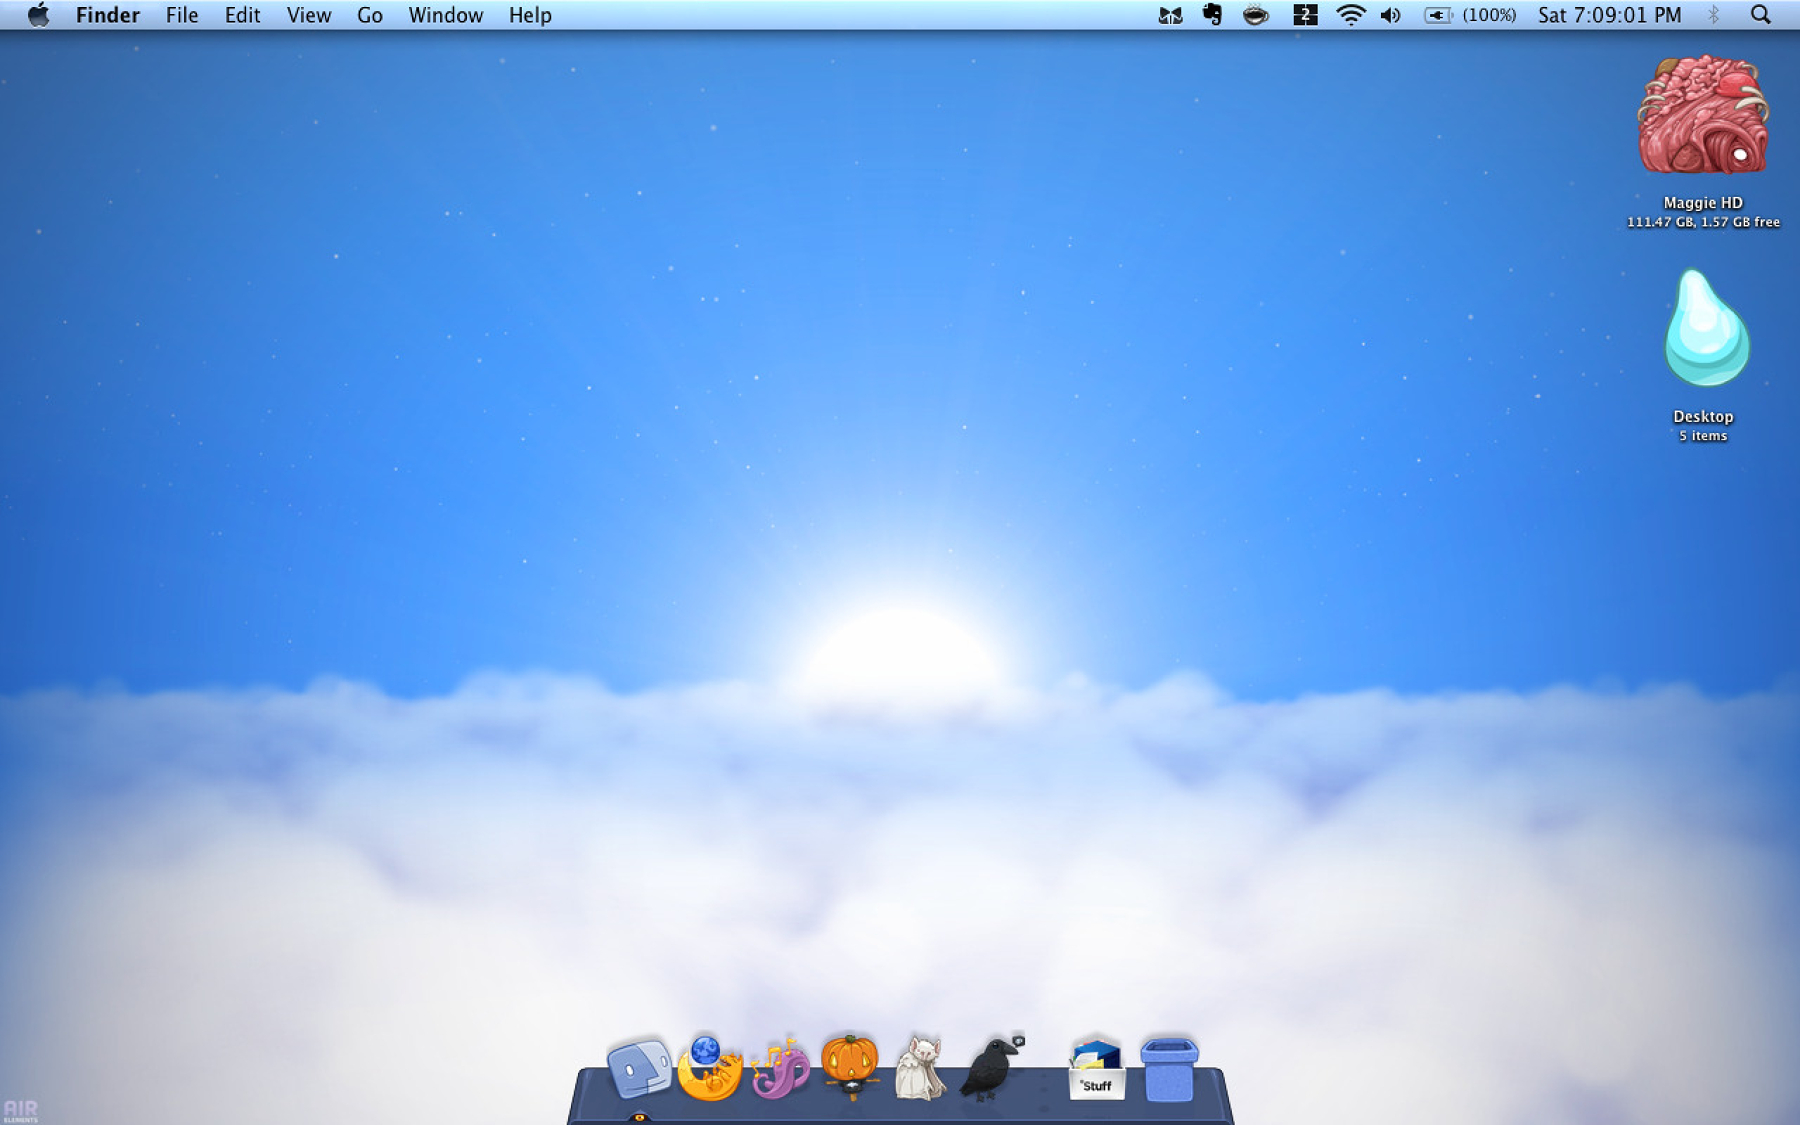 Finder File Edit View Go Window Help 2 (100%) Sat 7:09:01 PM
Maggie HD
111.47 GB, 1.57 GB free
Desktop
5 items
Stuff
AIR
ELEMENTS